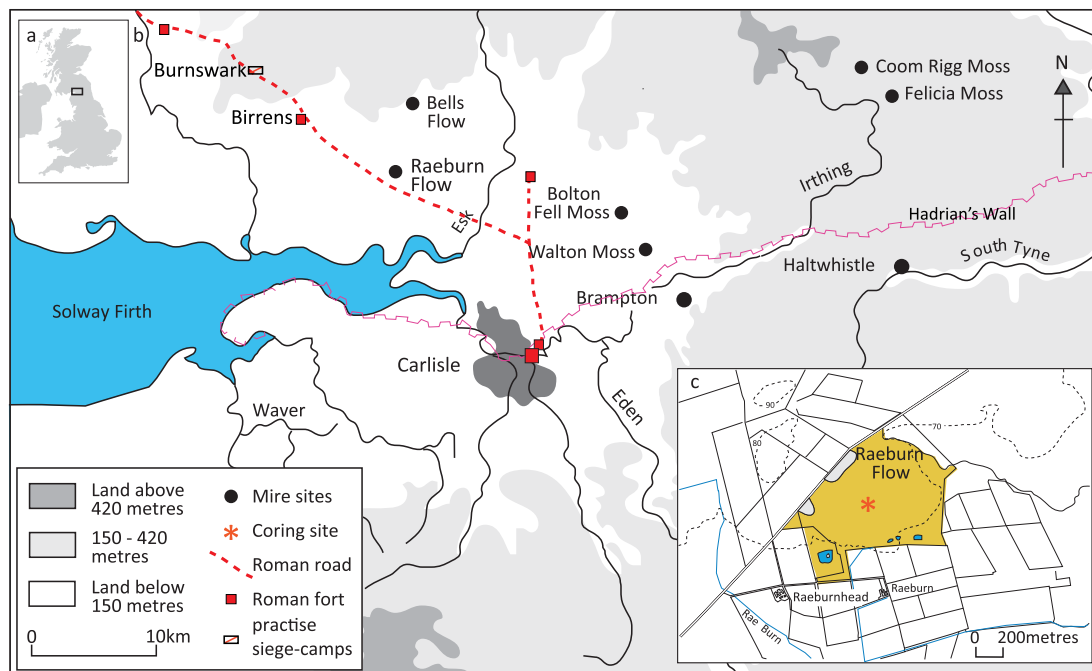 a
b
Burnswark
Birrens
Bells
Flow
Raeburn
Flow
Esk
Bolton
Fell Moss
Walton Moss
Brampton
Irthing
Coom Rigg Moss
Felicia Moss
N
Hadrian's Wall
South Tyne
Haltwhistle
Solway Firth
Carlisle
Eden
Waver
Land above
420 metres
150 - 420
metres
Land below
150 metres
0
10km
Mire sites
Coring site
Roman road
Roman fort
practise
siege-camps
c
90
80
70
Raeburn
Flow
Raeburnhead
Raeburn
Rae Burn
0
200metres